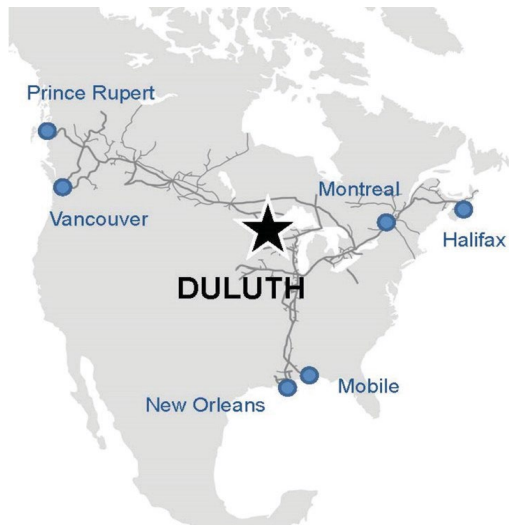 Prince Rupert
Montreal
Vancouver
Halifax
DULUTH
Mobile
New Orleans